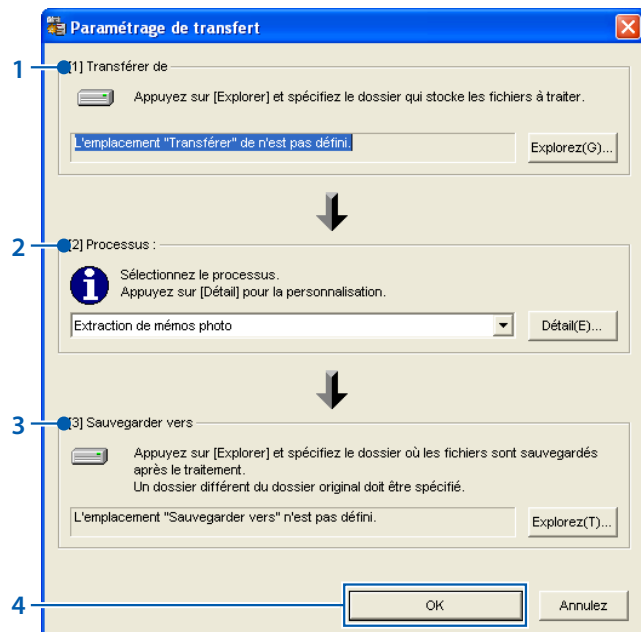 Paramétrage de transfert
1
[1] Transférer de
Appuyez sur [Explorer] et spécifiez le dossier qui stocke les fichiers à traiter.
L'emplacement "Transférer" de n'est pas défini.
Explorez(G)...
2
[2] Processus :
Sélectionnez le processus.
Appuyez sur [Détail] pour la personnalisation.
Extraction de mémos photo
Détail(E)...
3
[3] Sauvegarder vers
Appuyez sur [Explorer] et spécifiez le dossier où les fichiers sont sauvegardés
après le traitement.
Un dossier différent du dossier original doit être spécifié.
L'emplacement "Sauvegarder vers" n'est pas défini.
Explorez(T)...
4
OK
Annulez